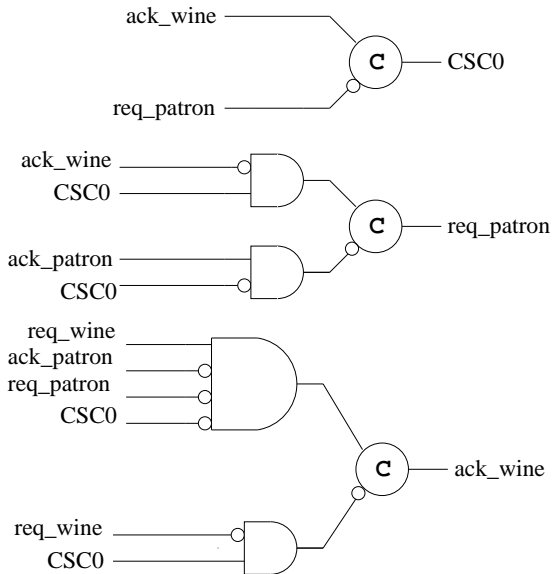 ack_wine
C
CSC0
req_patron
ack_wine
CSC0
C
req_patron
ack_patron
CSC0
req_wine
ack_patron
req_patron
CSC0
C
ack_wine
req_wine
CSC0